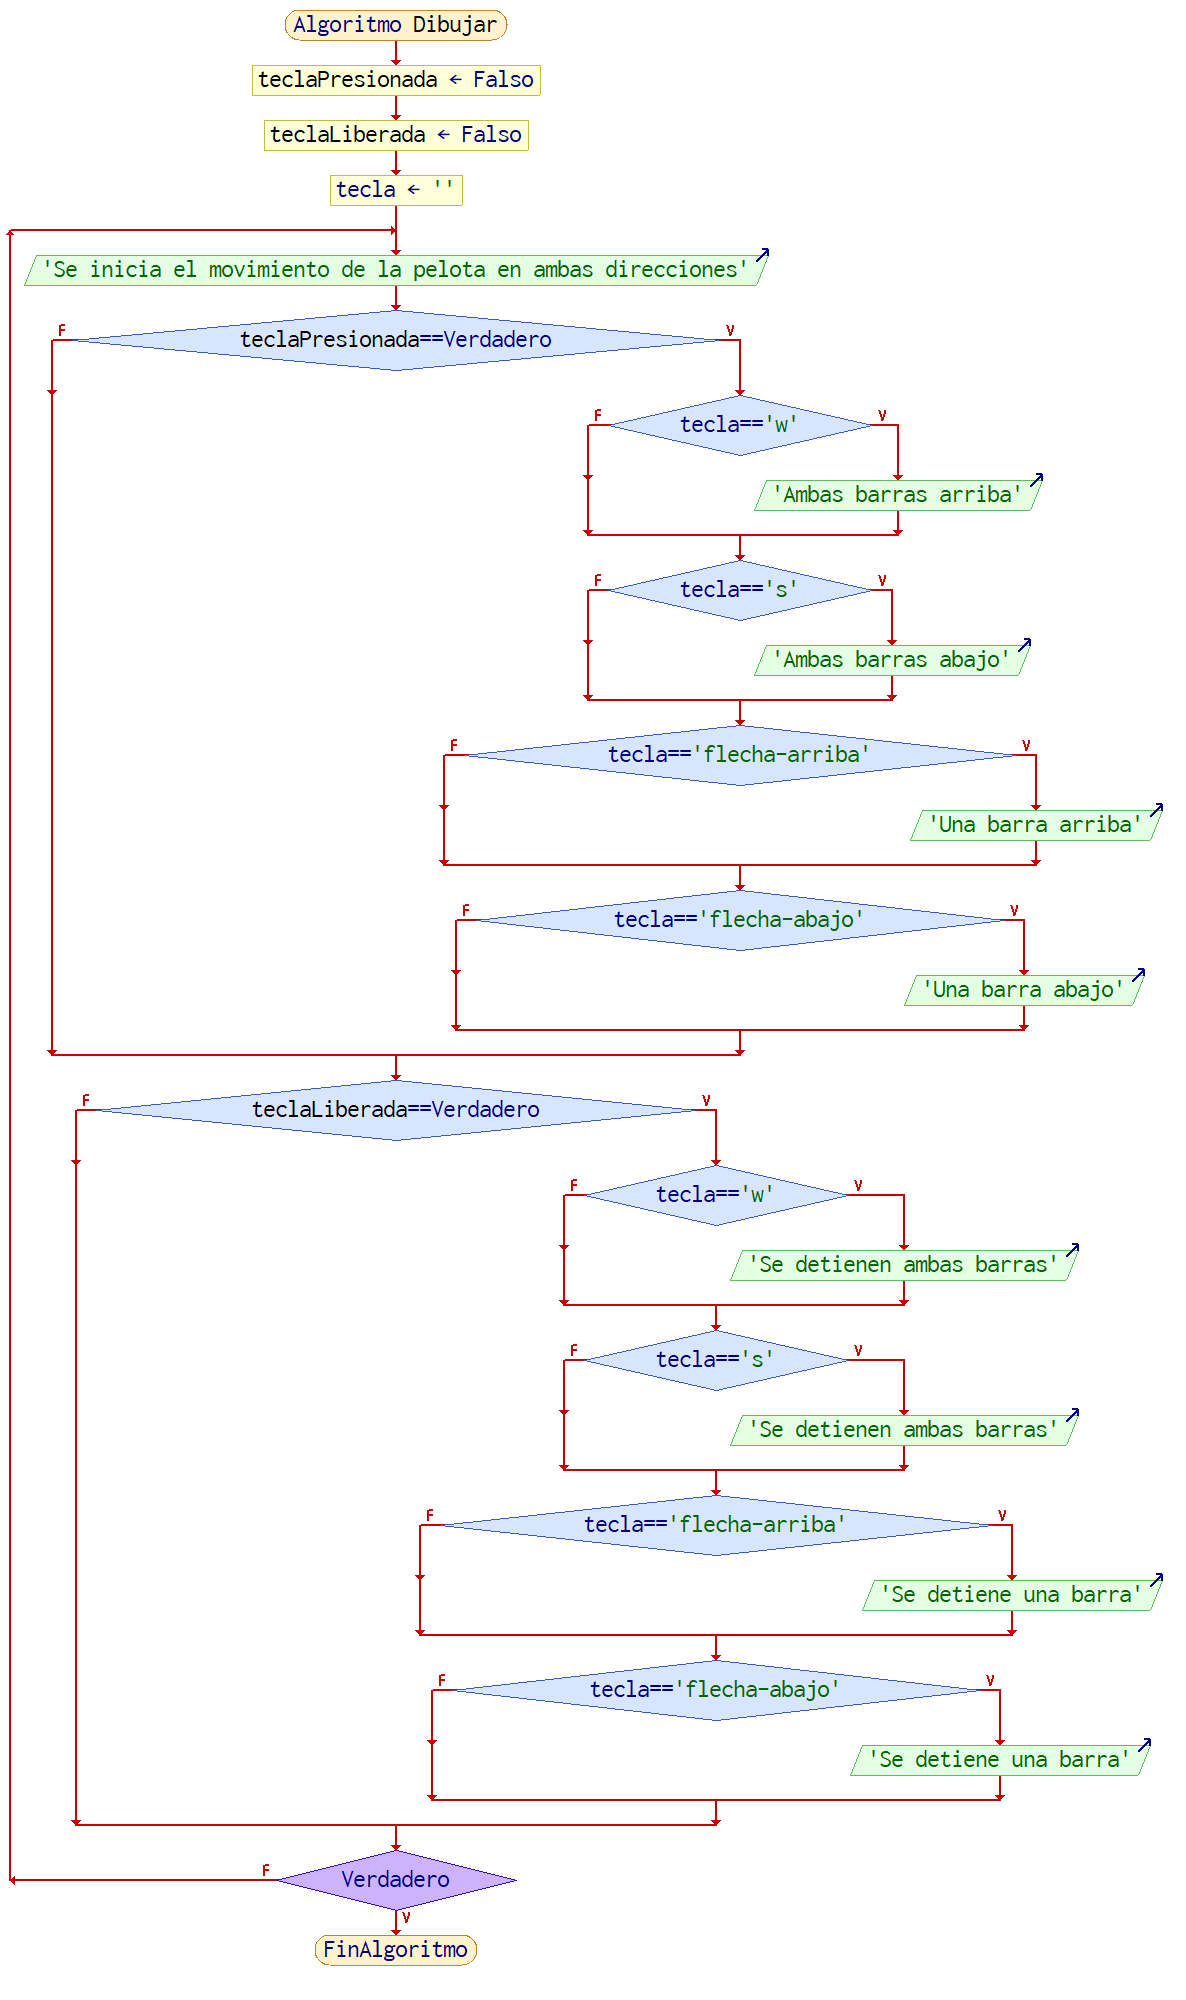 Algoritmo Dibujar
teclaPresionada ← Falso
teclaLiberada ← Falso
tecla ← ''
'Se inicia el movimiento de la pelota en ambas direcciones'
F
teclaPresionada==Verdadero
V
F
tecla=='w'
V
'Ambas barras arriba'
F
tecla=='s'
V
'Ambas barras abajo'
F
tecla=='flecha-arriba'
V
'Una barra arriba'
F
tecla=='flecha-abajo'
V
'Una barra abajo'
F
teclaLiberada==Verdadero
V
F
tecla=='w'
V
'Se detienen ambas barras'
F
tecla=='s'
V
'Se detienen ambas barras'
F
tecla=='flecha-arriba'
V
'Se detiene una barra'
F
tecla=='flecha-abajo'
V
'Se detiene una barra'
F
Verdadero
V
FinAlgoritmo